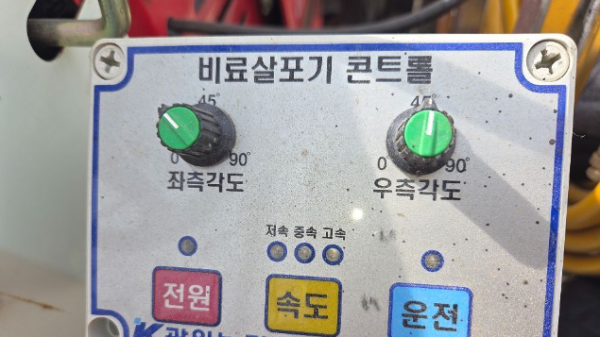 비료살포기 콘트롤
45° 45°
0 90° 0 90°
좌측각도 우측각도
저속 중속 고속
전원 속도 운전